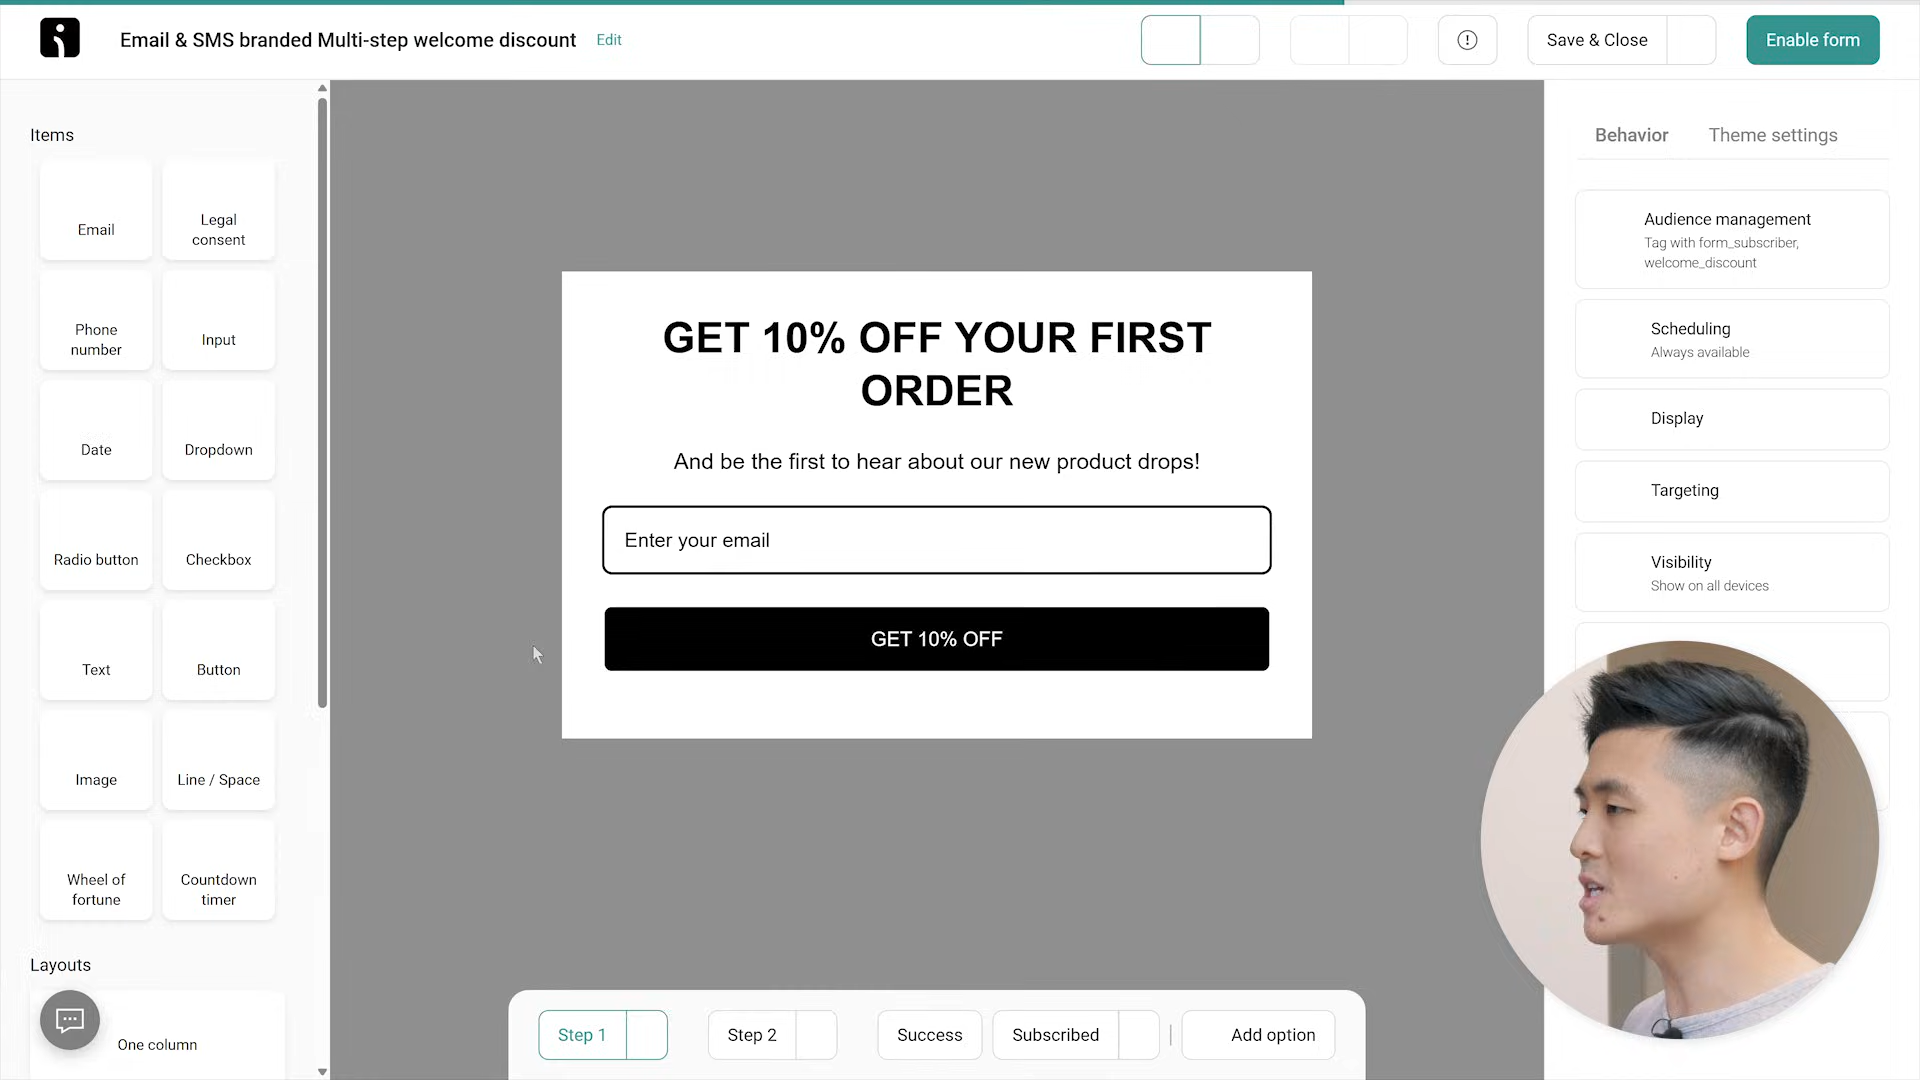 Email & SMS branded Multi-step welcome discount Edit
Save & Close
Enable form
Items
Email
Legal
consent
Phone
number
Input
Date
Dropdown
Radio button
Checkbox
Text
Button
Image
Line / Space
Wheel of
fortune
Countdown
timer
Layouts
One column
GET 10% OFF YOUR FIRST
ORDER
And be the first to hear about our new product drops!
Enter your email
GET 10% OFF
Step 1
Step 2
Success
Subscribed
Add option
Behavior
Theme settings
Audience management
Tag with form_subscriber,
welcome_discount
Scheduling
Always available
Display
Targeting
Visibility
Show on all devices